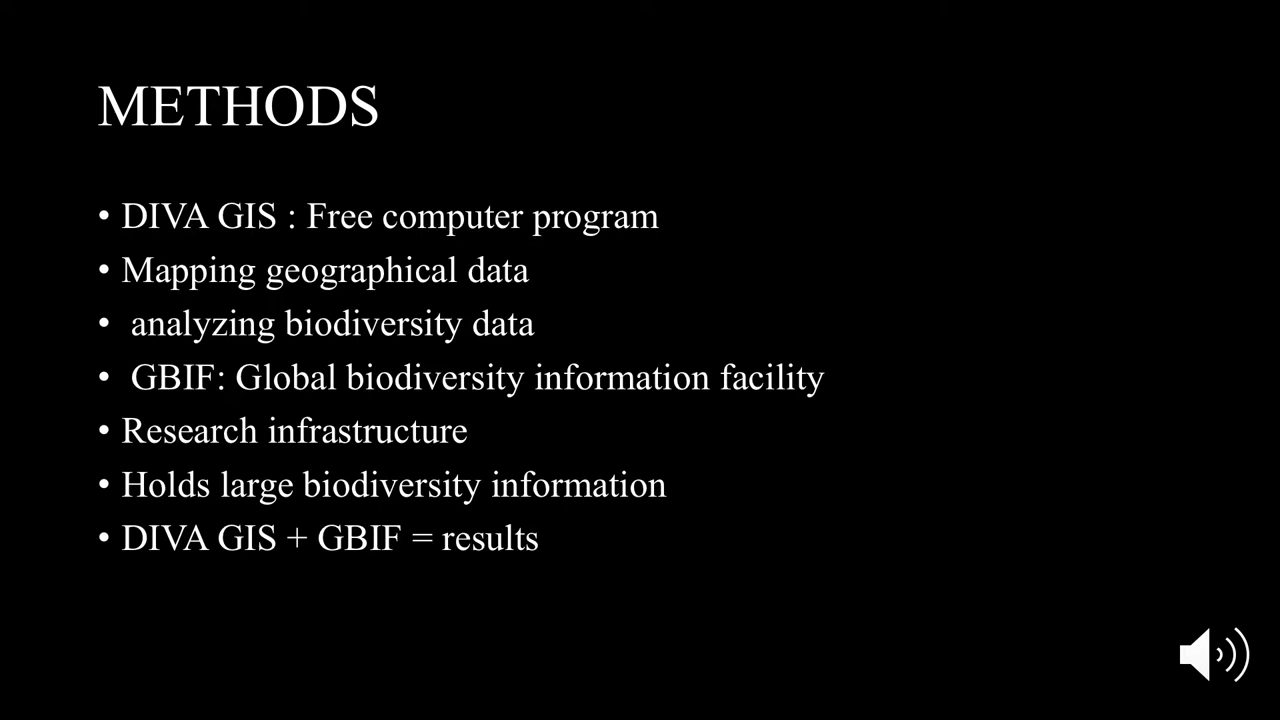 METHODS
• DIVA GIS : Free computer program
• Mapping geographical data
• analyzing biodiversity data
• GBIF: Global biodiversity information facility
• Research infrastructure
• Holds large biodiversity information
• DIVA GIS + GBIF = results